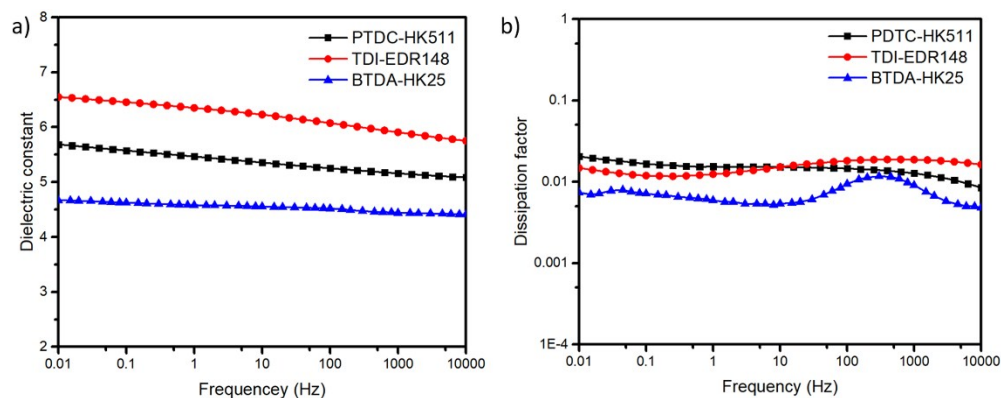 a)
PTDC-HK511
TDI-EDR148
BTDA-HK25
Dielectric constant
8
7
6
5
4
3
2
0.01 0.1 1 10 100 1000 10000
Frequencey (Hz)
b)
PDTC-HK511
TDI-EDR148
BTDA-HK25
Dissipation factor
1
0.1
0.01
0.001
1E-4
0.01 0.1 1 10 100 1000 10000
Frequency (Hz)